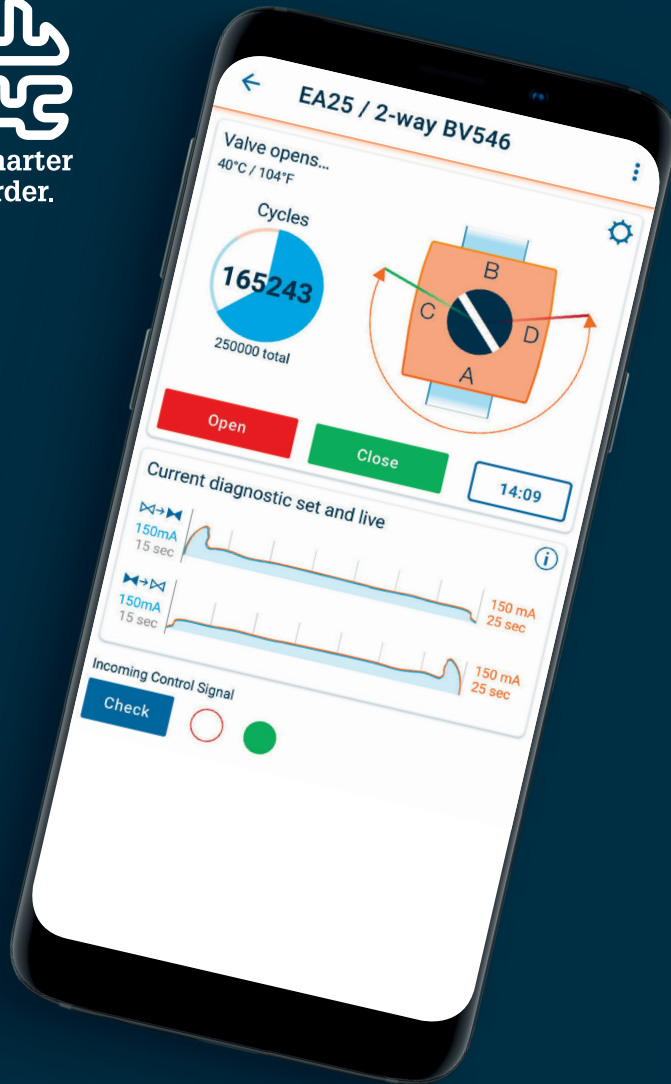 rder.
EA25 / 2-way BV546
Valve opens...
40°C / 104°F
Cycles
165243
250000 total
B
C
D
A
Open
Close
14:09
Current diagnostic set and live
150mA
15 sec
150 mA
25 sec
150mA
15 sec
150 mA
25 sec
Incoming Control Signal
Check